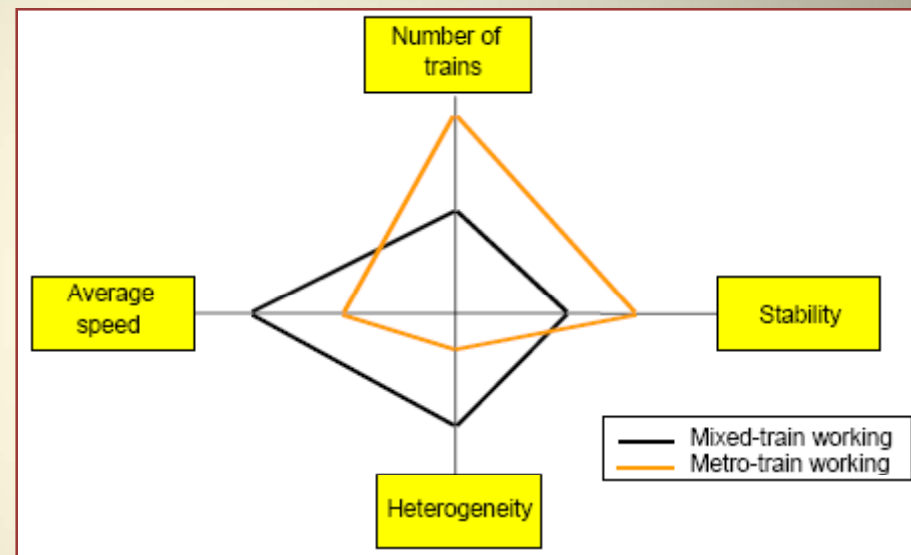 Number of
trains
Average
speed
Stability
Heterogeneity
Mixed-train working
Metro-train working